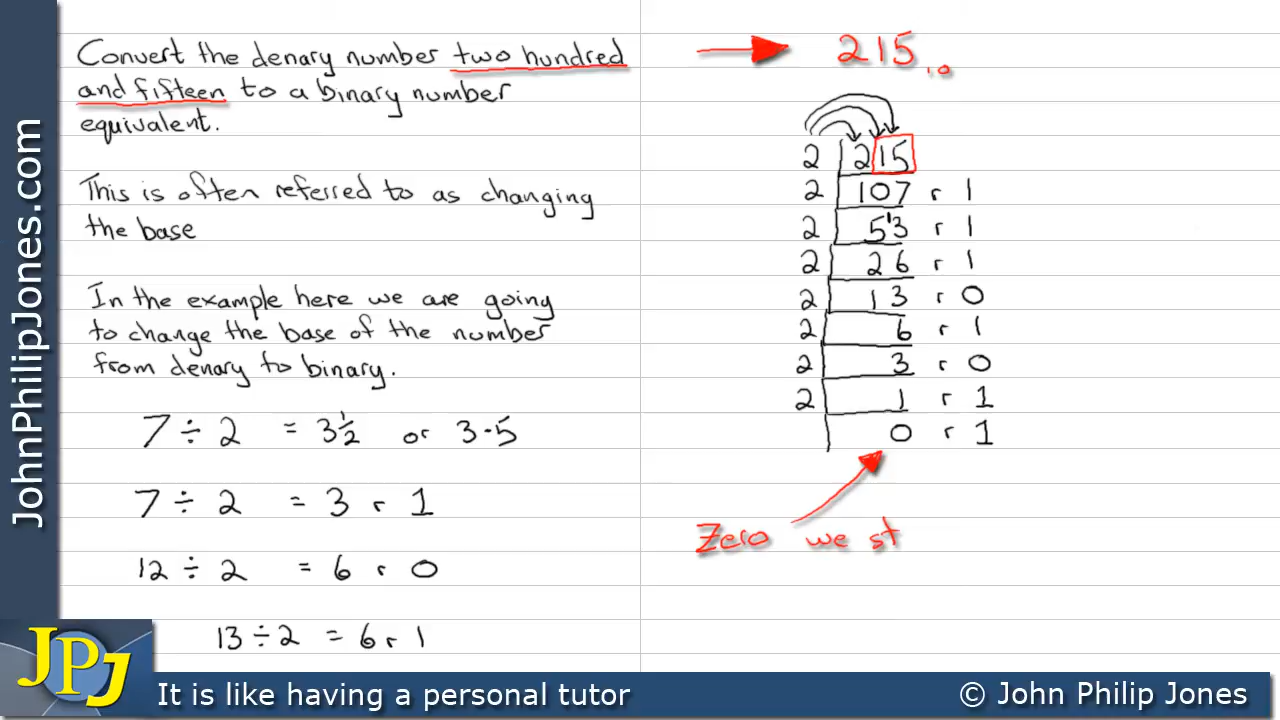 JohnPhilipJones.com
Convert the denary number two hundred
and fifteen to a binary number
equivalent.
This is often referred to as changing
the base
In the example here we are going
to change the base of the number
from denary to binary.
7 ÷ 2 = 3½ or 3·5
7 ÷ 2 = 3 r 1
12 ÷ 2 = 6 r 0
13 ÷ 2 = 6 r 1
215₁₀
2 215
2 107 r 1
2 5¹3 r 1
2 26 r 1
2 13 r 0
2 6 r 1
2 3 r 0
2 1 r 1
0 r 1
Zero we st
JPJ It is like having a personal tutor © John Philip Jones